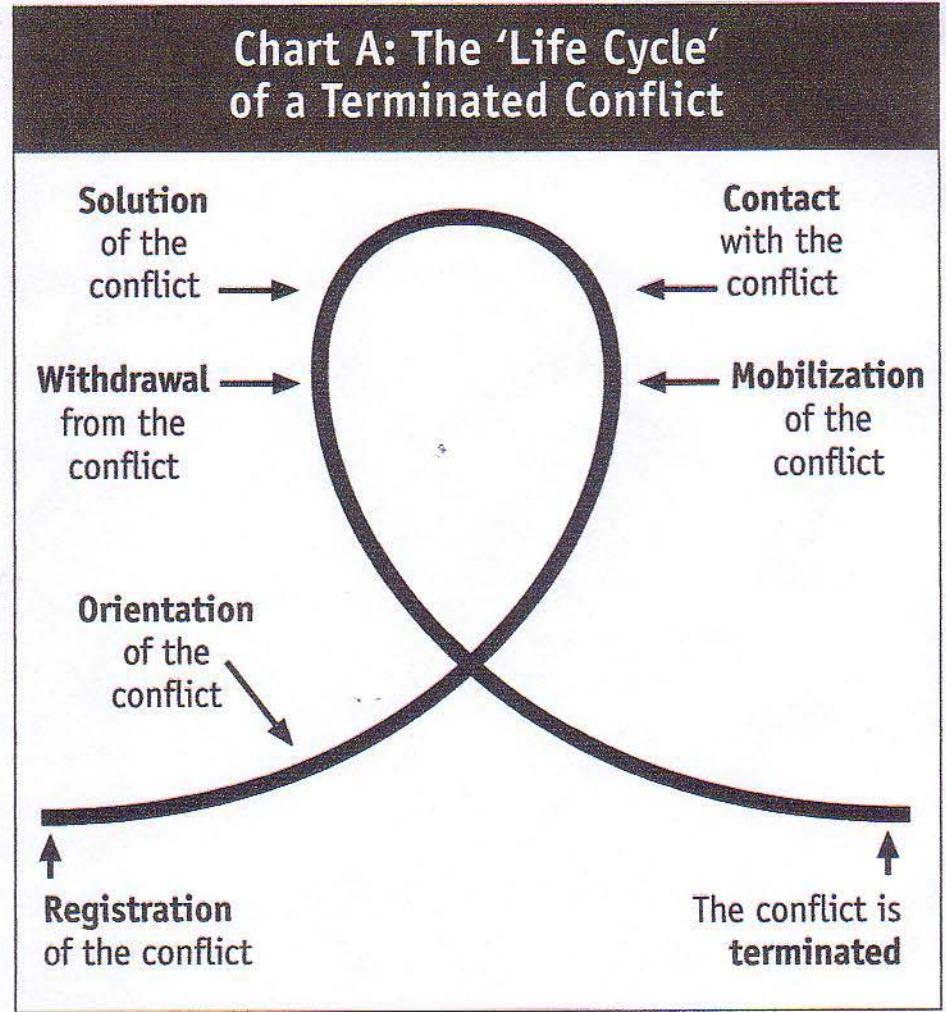 Chart A: The ‘Life Cycle’
of a Terminated Conflict
Solution
of the
conflict
Contact
with the
conflict
Withdrawal
from the
conflict
Mobilization
of the
conflict
Orientation
of the
conflict
Registration
of the conflict
The conflict is
terminated